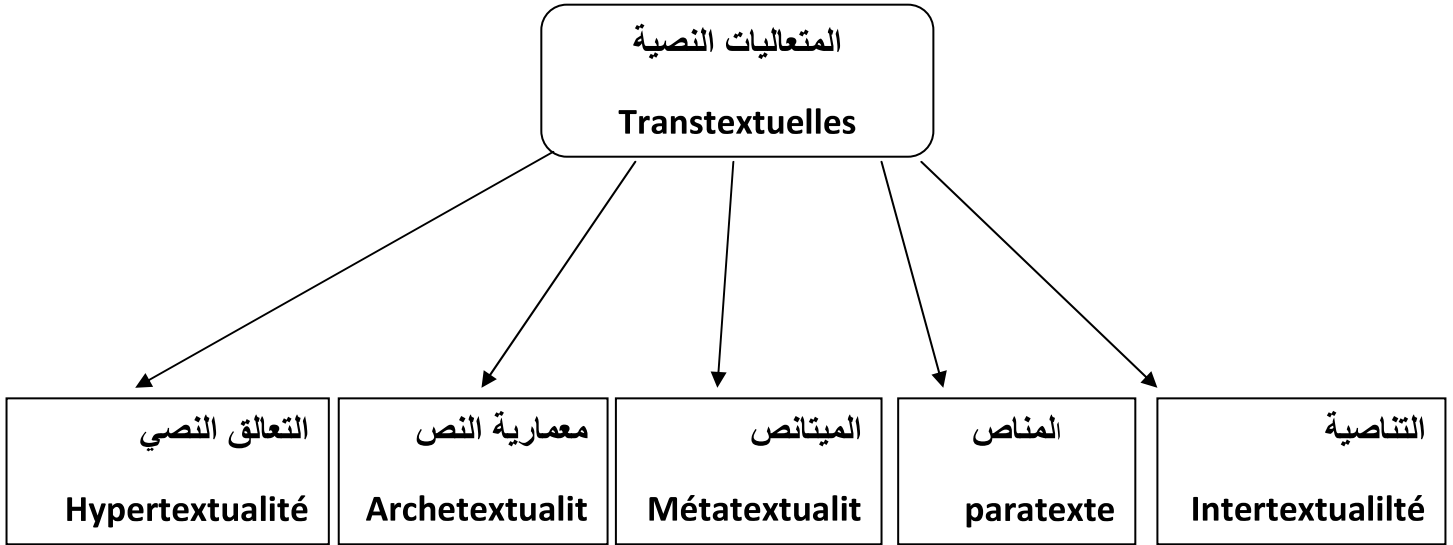 المتعاليات النصية
Transtextuelles
التناصية
Intertextualilté
المناص
paratexte
الميتانص
Métatextualit
معمارية النص
Archetextualit
التعالق النصي
Hypertextualité